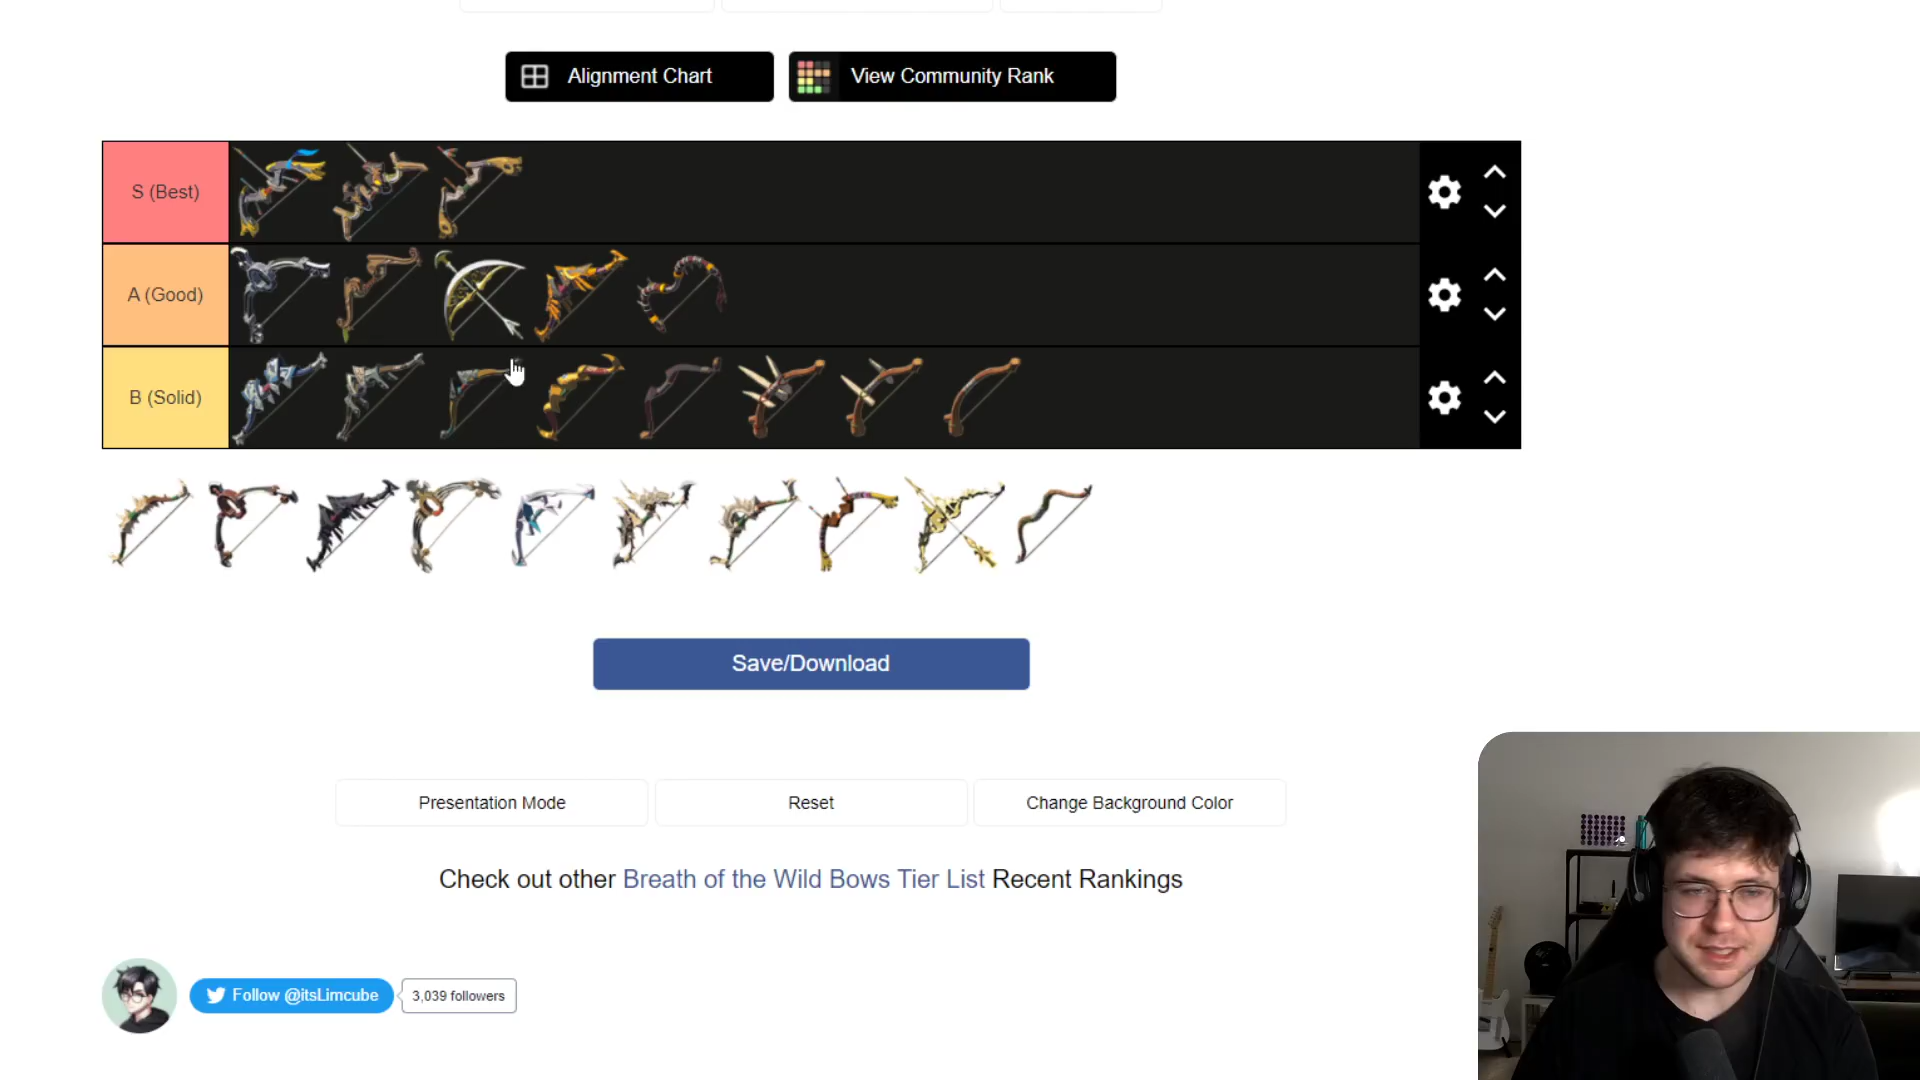 Alignment Chart
View Community Rank
S (Best)
A (Good)
B (Solid)
Save/Download
Presentation Mode
Reset
Change Background Color
Check out other Breath of the Wild Bows Tier List Recent Rankings
Follow @itsLimcube
3,039 followers